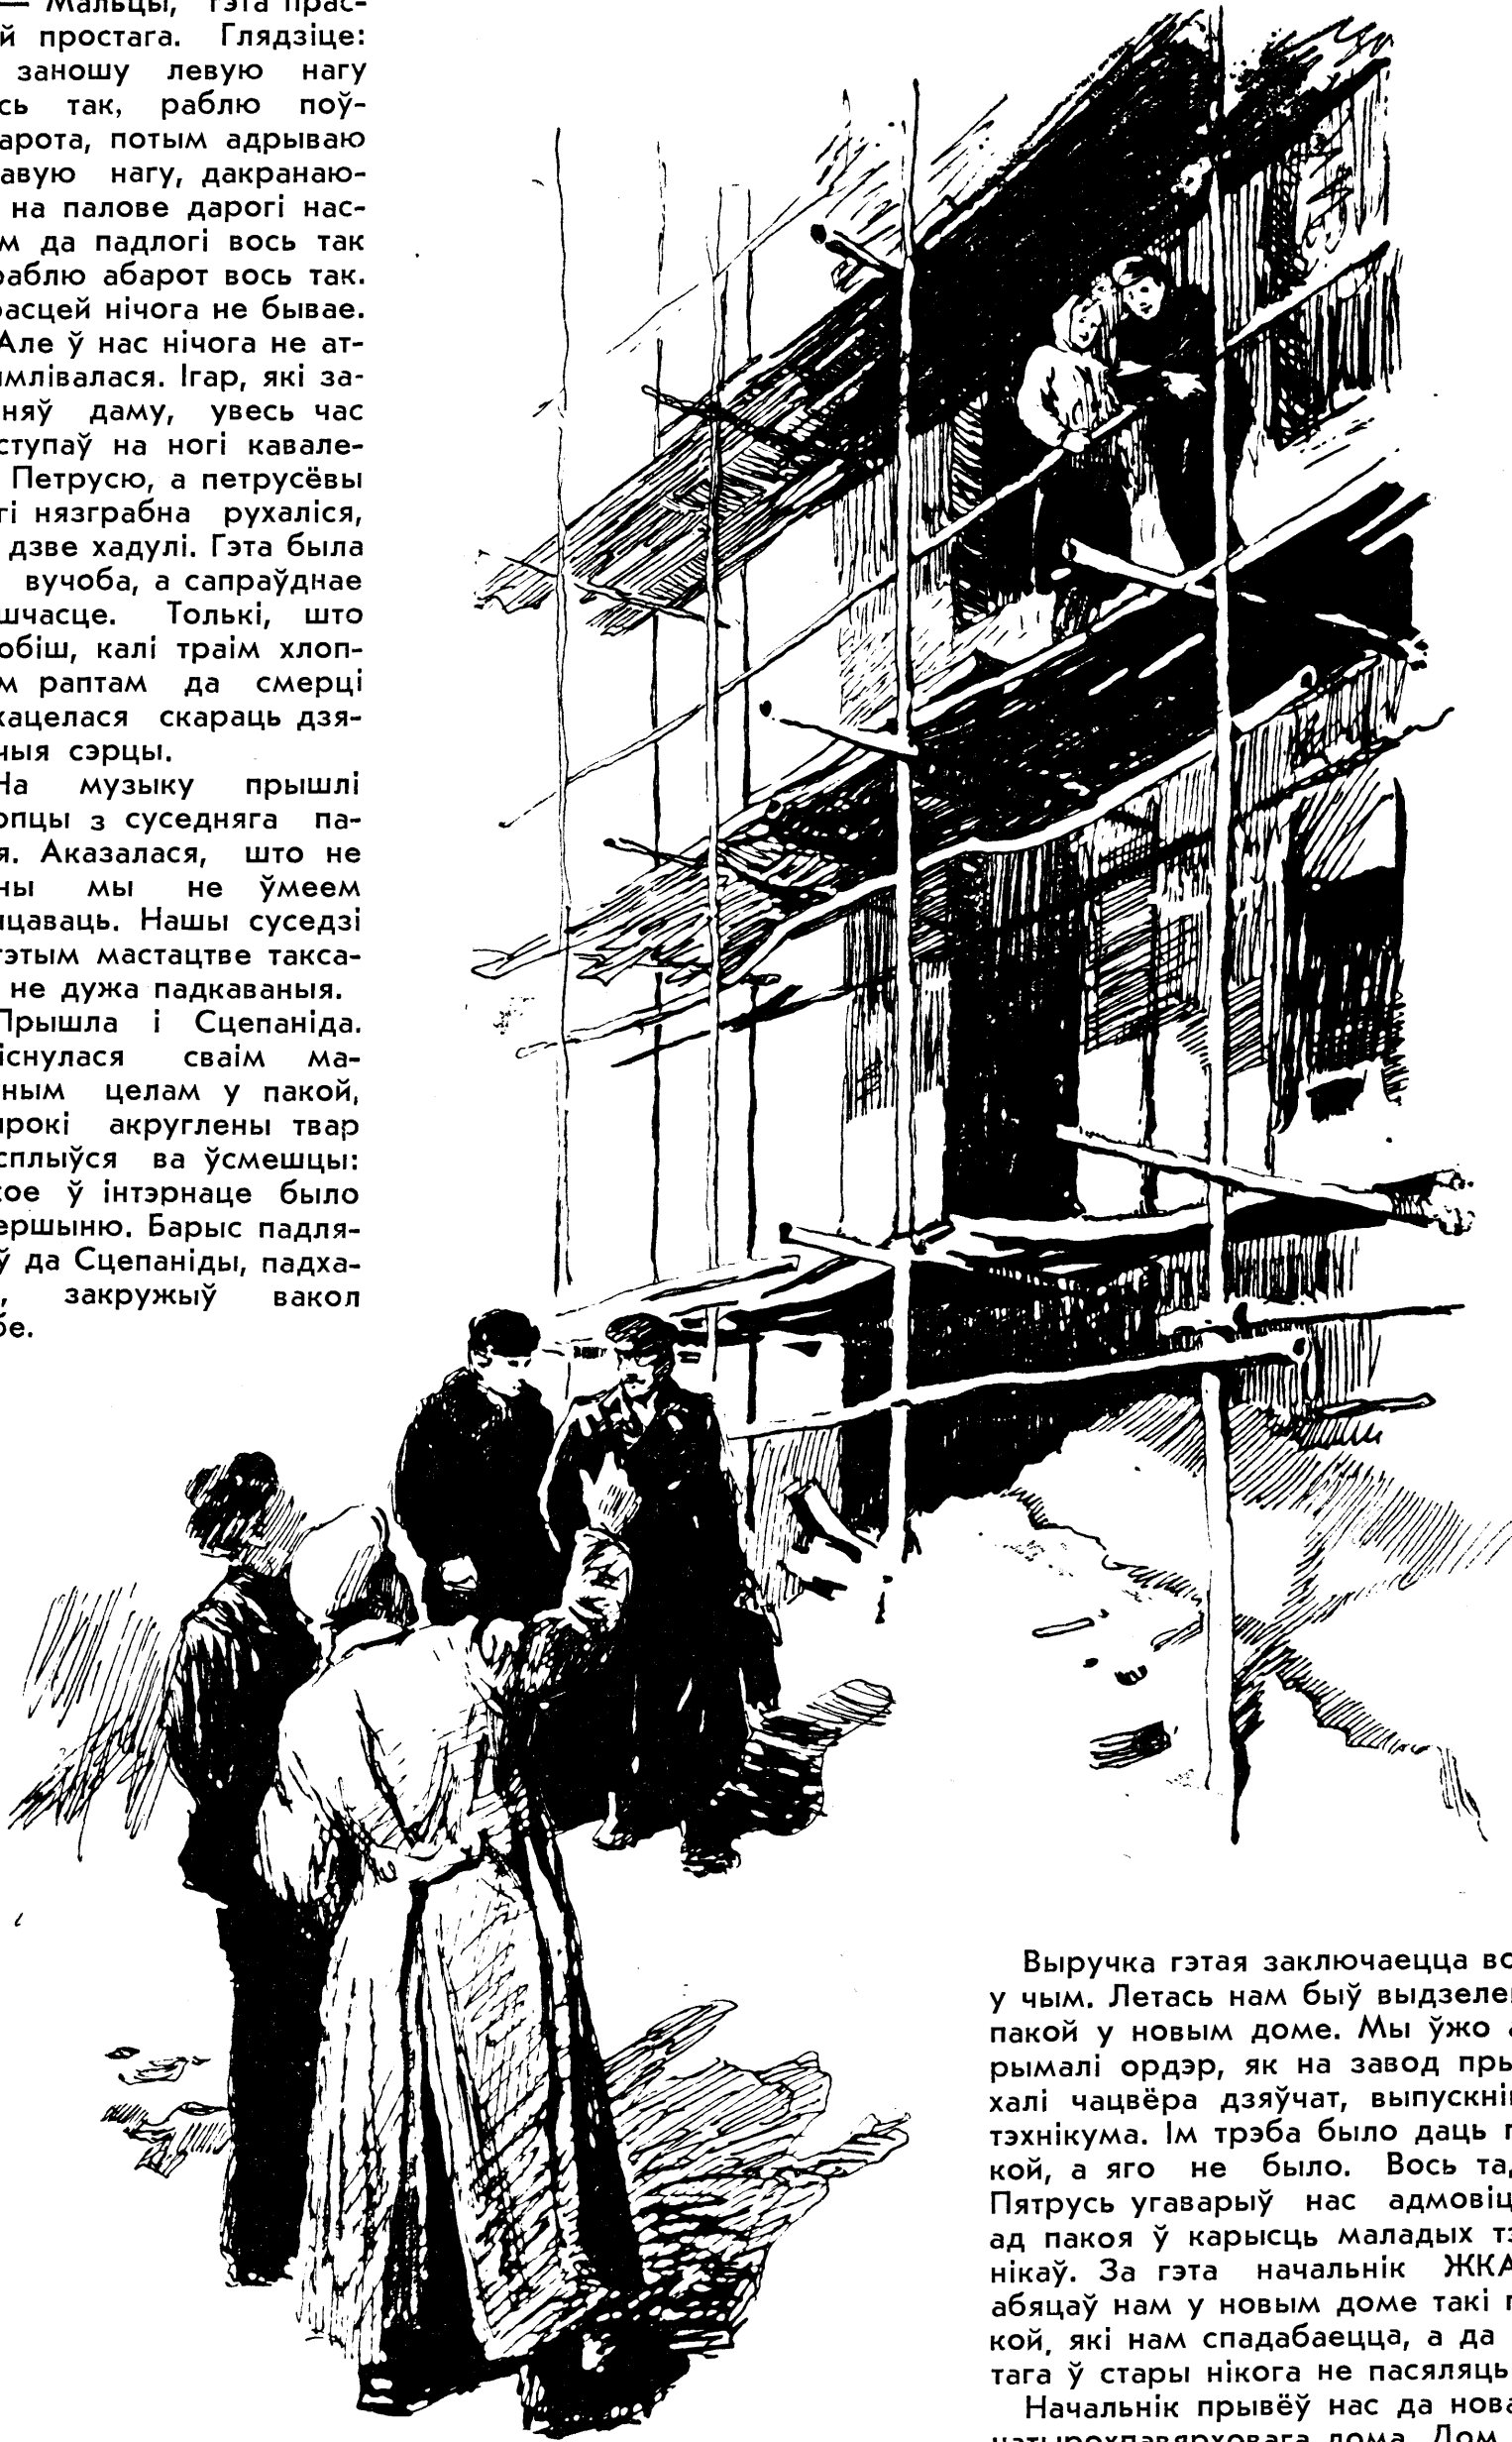 — Мальцы, гэта прас-
й простага. Глядзіце:
заношу левую нагу
сь так, раблю поў-
арота, потым адрываю
авую нагу, дакранаю-
на палове дарогі нас-
м да падлогі вось так
раблю абарот вось так.
расцей нічога не бывае.
Але ў нас нічога не ат-
ымлівалася. Ігар, які за-
няў даму, увесь час
ступаў на ногі кавале-
Петрусю, а петрусёвы
гі нязграбна рухаліся,
дзве хадулі. Гэта была
вучоба, а сапраўднае
шчасце. Толькі, што
обіш, калі траім хлоп-
м раптам да смерці
хацелася скараць дзя-
чыя сэрцы.
На музыку прышлі
опцы з суседняга па-
я. Аказалася, што не
ны мы не ўмеем
нцаваць. Нашы суседзі
гэтым мастацтве такса-
не дужа падкаваныя.
Прышла і Сцепаніда.
існулася сваім ма-
ным целам у пакой,
ырокі акруглены твар
сплыўся ва ўсмешцы:
кое ў інтэрнаце было
ершыню. Барыс падля-
ў да Сцепаніды, падха-
, закружыў вакол
бе.
Выручка гэтая заключаецца во
у чым. Летась нам быў выдзеле
пакой у новым доме. Мы ўжо а
рымалі ордэр, як на завод пры
халі чацвёра дзяўчат, выпускні
тэхнікума. Ім трэба было даць п
кой, а яго не было. Вось та
Пятрусь угаварыў нас адмовіц
ад пакоя ў карысць маладых тэ
нікаў. За гэта начальнік ЖКА
абяцаў нам у новым доме такі п
кой, які нам спадабаецца, а да
тага ў стары нікога не пасяляць
Начальнік прывёў нас да нова
чатырохпавярховага дома. Дом